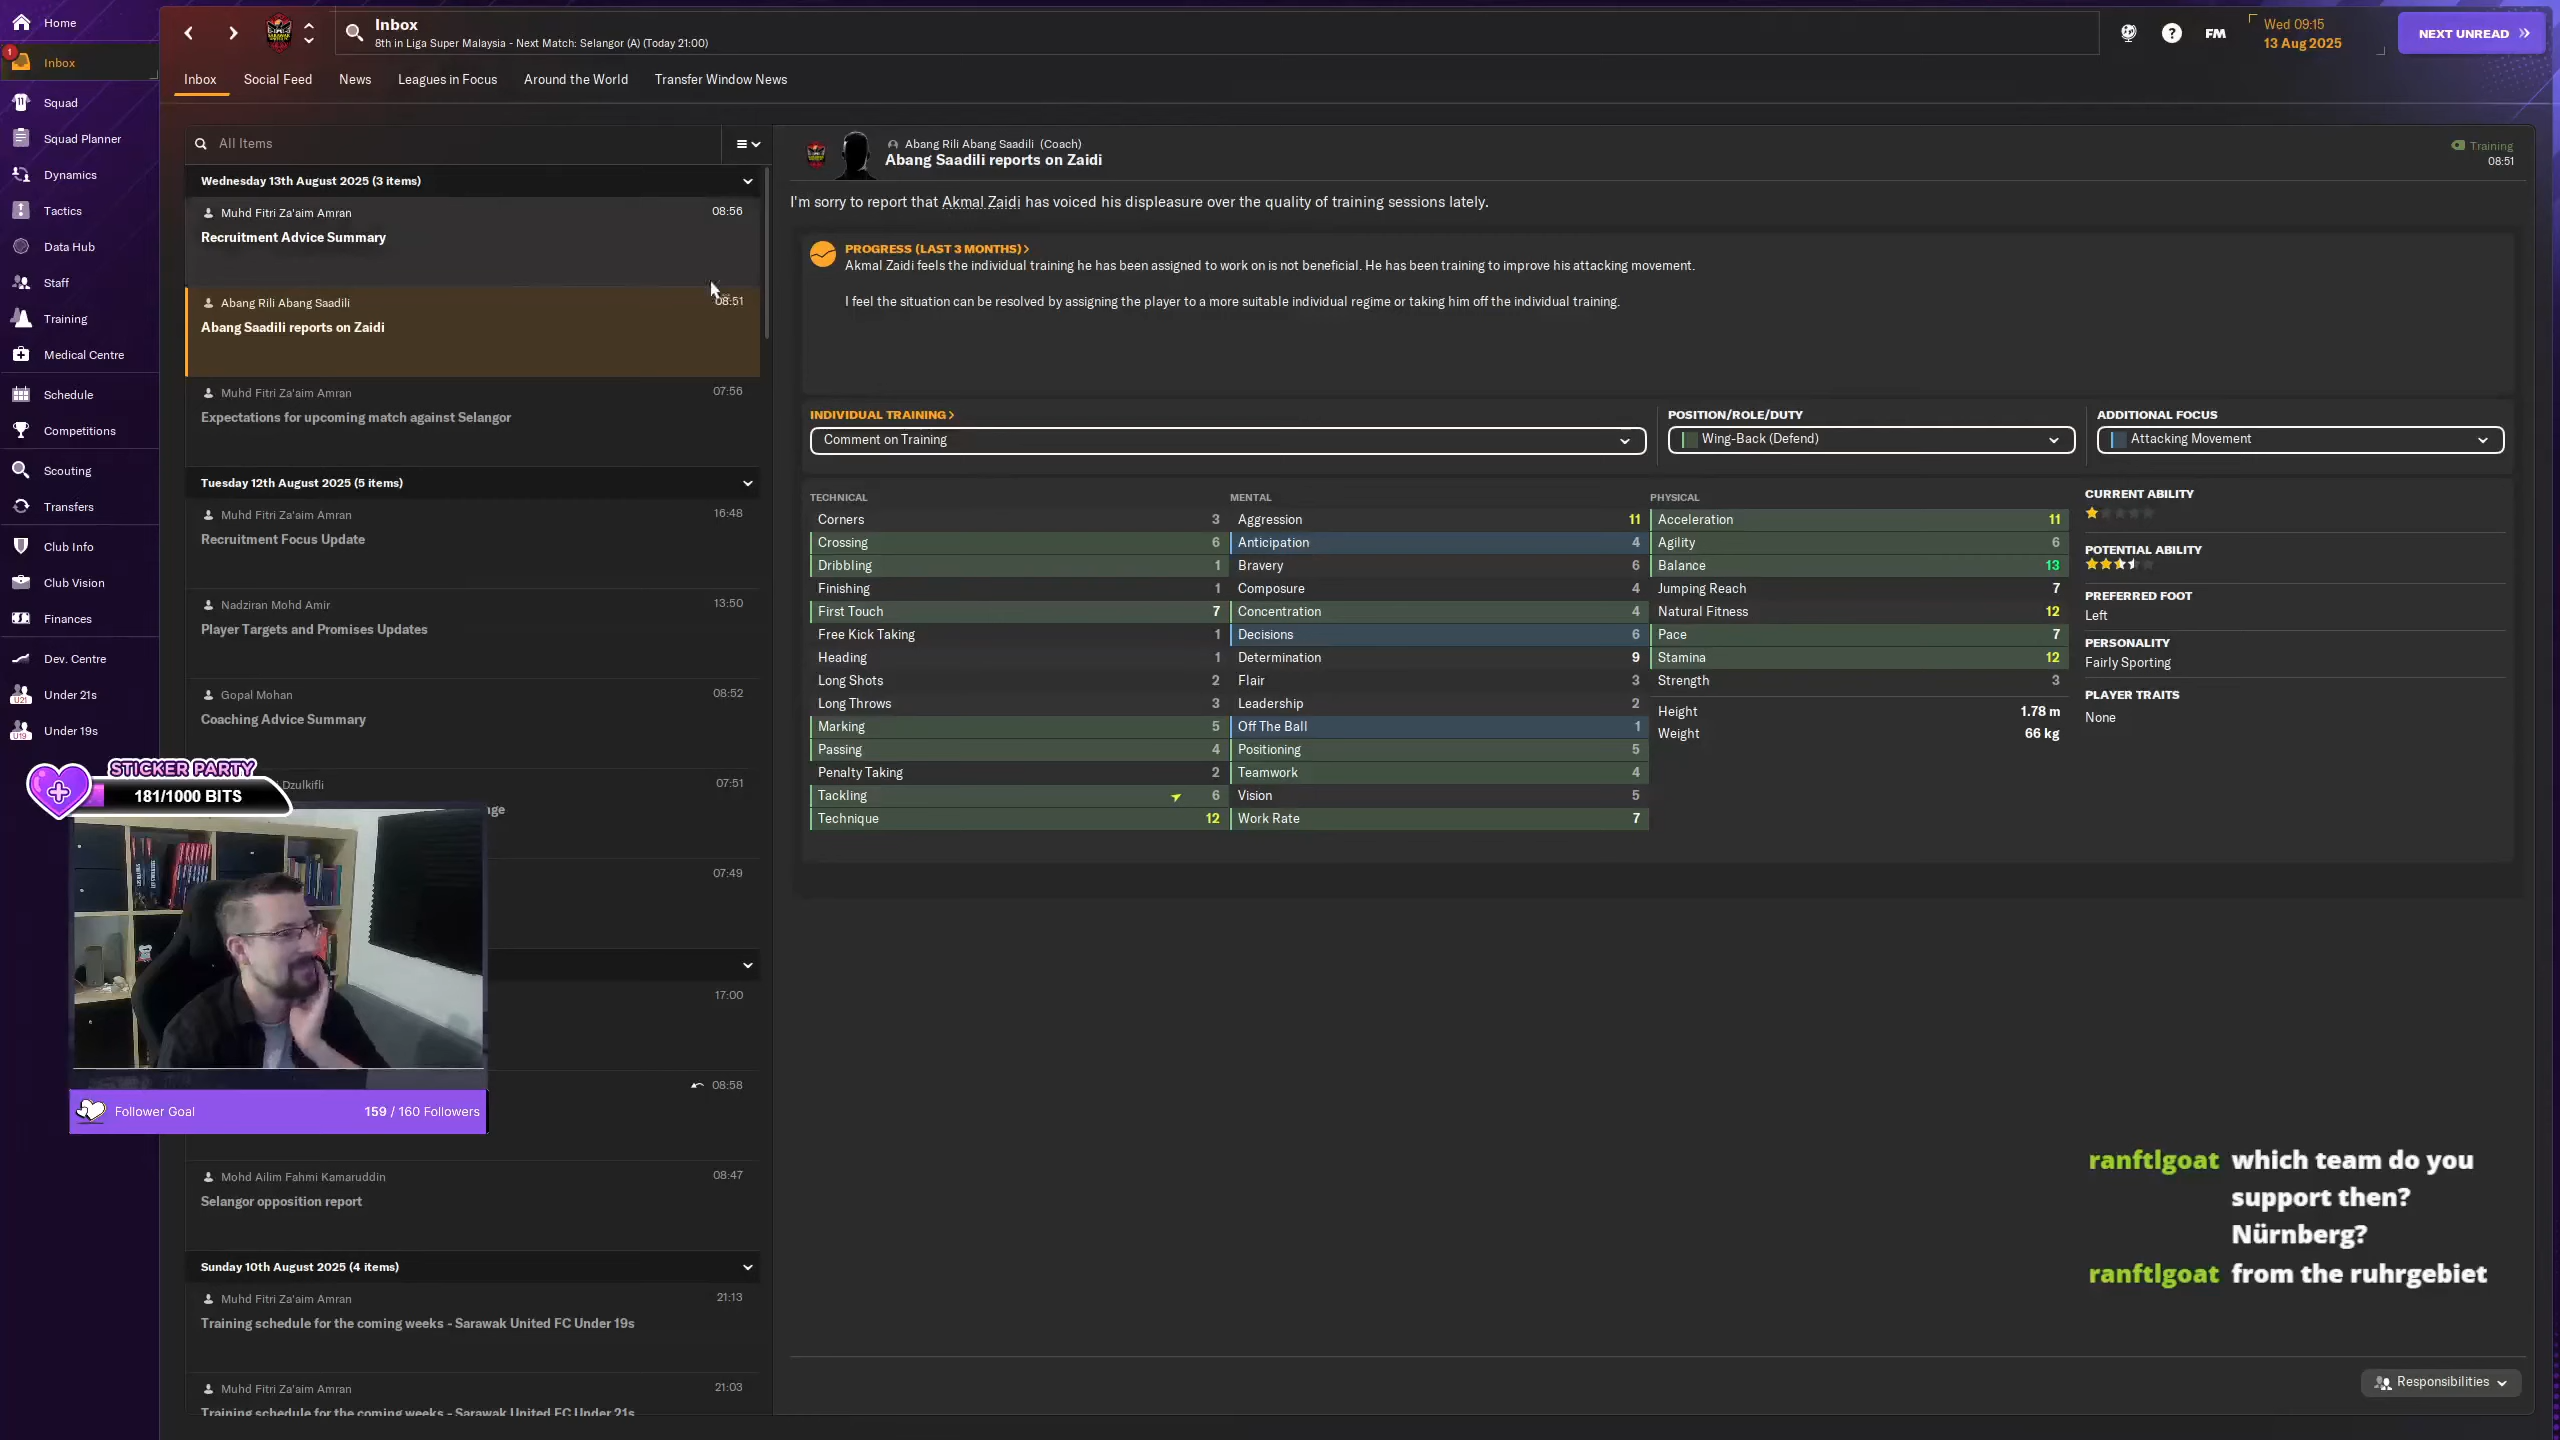 Home
Inbox
1
Squad
Squad Planner
Dynamics
Tactics
Data Hub
Staff
Training
Medical Centre
Schedule
Competitions
Scouting
Transfers
Club Info
Club Vision
Finances
Dev. Centre
Under 21s
Under 19s
Inbox
8th in Liga Super Malaysia - Next Match: Selangor (A) (Today 21:00)
FM
Wed 09:15
13 Aug 2025
NEXT UNREAD
Inbox Social Feed News Leagues in Focus Around the World Transfer Window News
All Items
Wednesday 13th August 2025 (3 items)
Muhd Fitri Za'aim Amran 08:56
Recruitment Advice Summary
Abang Rili Abang Saadili 08:51
Abang Saadili reports on Zaidi
Muhd Fitri Za'aim Amran 07:56
Expectations for upcoming match against Selangor
Tuesday 12th August 2025 (5 items)
Muhd Fitri Za'aim Amran 16:48
Recruitment Focus Update
Nadziran Mohd Amir 13:50
Player Targets and Promises Updates
Gopal Mohan 08:52
Coaching Advice Summary
Dzulkifli 07:51
nge
07:49
17:00
08:58
Mohd Ailim Fahmi Kamaruddin 08:47
Selangor opposition report
Sunday 10th August 2025 (4 items)
Muhd Fitri Za'aim Amran 21:13
Training schedule for the coming weeks - Sarawak United FC Under 19s
Muhd Fitri Za'aim Amran 21:03
Training schedule for the coming weeks - Sarawak United FC Under 21s
STICKER PARTY
181/1000 BITS
Follower Goal 159 / 160 Followers
Abang Rili Abang Saadili (Coach)
Abang Saadili reports on Zaidi
Training
08:51
I'm sorry to report that Akmal Zaidi has voiced his displeasure over the quality of training sessions lately.
PROGRESS (LAST 3 MONTHS)
Akmal Zaidi feels the individual training he has been assigned to work on is not beneficial. He has been training to improve his attacking movement.
I feel the situation can be resolved by assigning the player to a more suitable individual regime or taking him off the individual training.
INDIVIDUAL TRAINING
Comment on Training
POSITION/ROLE/DUTY
Wing-Back (Defend)
ADDITIONAL FOCUS
Attacking Movement
TECHNICAL
Corners 3
Crossing 6
Dribbling 1
Finishing 1
First Touch 7
Free Kick Taking 1
Heading 1
Long Shots 2
Long Throws 3
Marking 5
Passing 4
Penalty Taking 2
Tackling 6
Technique 12
MENTAL
Aggression 11
Anticipation 4
Bravery 6
Composure 4
Concentration 4
Decisions 6
Determination 9
Flair 3
Leadership 2
Off The Ball 1
Positioning 5
Teamwork 4
Vision 5
Work Rate 7
PHYSICAL
Acceleration 11
Agility 6
Balance 13
Jumping Reach 7
Natural Fitness 12
Pace 7
Stamina 12
Strength 3
Height 1.78 m
Weight 66 kg
CURRENT ABILITY
POTENTIAL ABILITY
PREFERRED FOOT
Left
PERSONALITY
Fairly Sporting
PLAYER TRAITS
None
ranftlgoat which team do you
support then?
Nürnberg?
ranftlgoat from the ruhrgebiet
Responsibilities